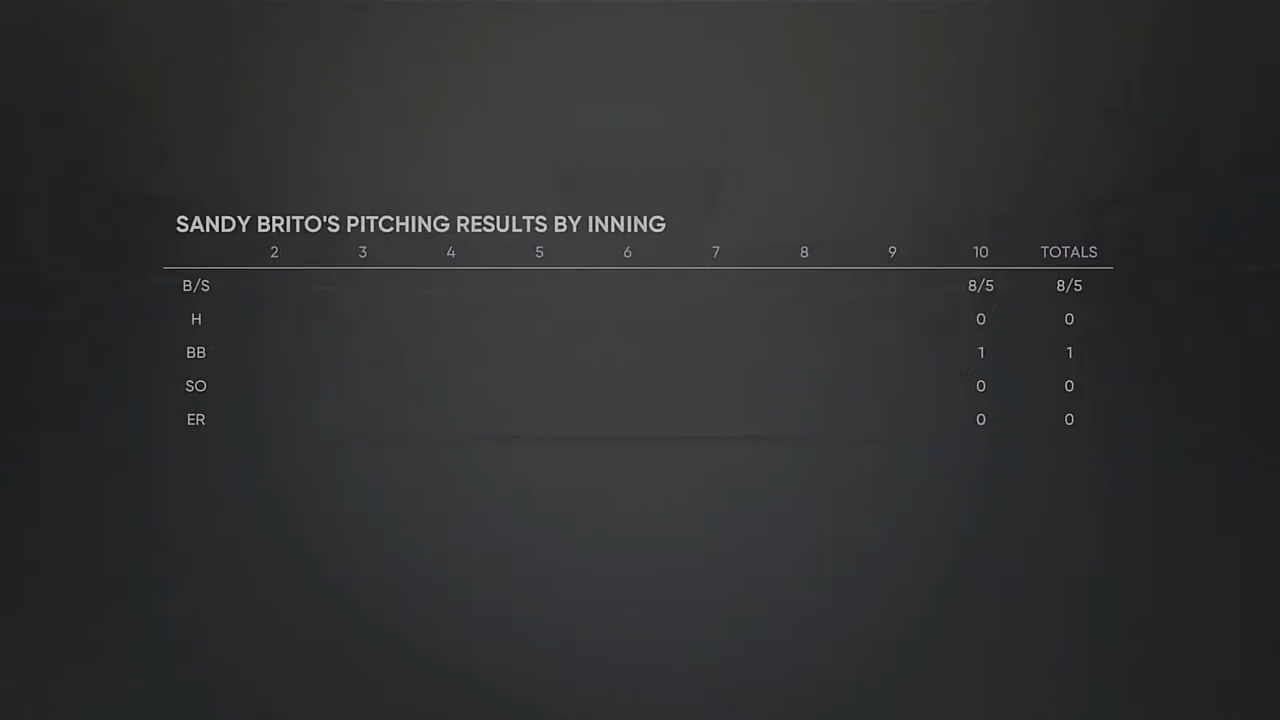 SANDY BRITO'S PITCHING RESULTS BY INNING
2 3 4 5 6 7 8 9 10 TOTALS
B/S 8/5 8/5
H 0 0
BB 1 1
SO 0 0
ER 0 0